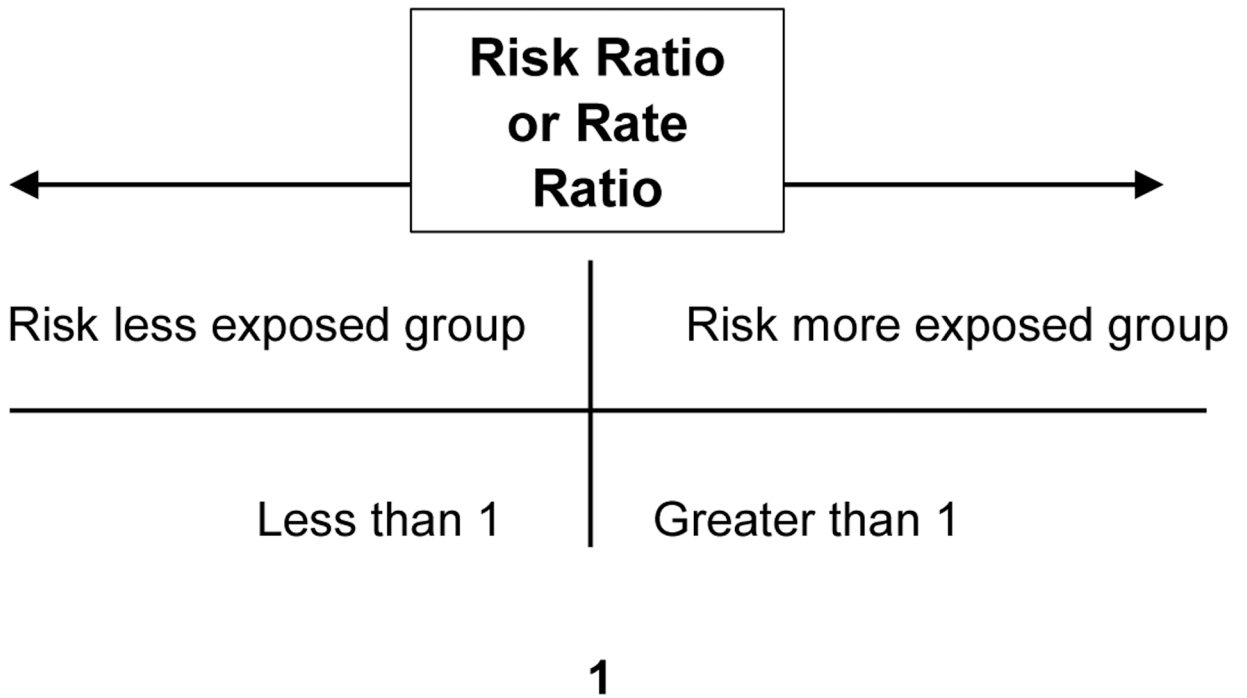 Risk Ratio
or Rate
Ratio
Risk less exposed group
Risk more exposed group
Less than 1
Greater than 1
1